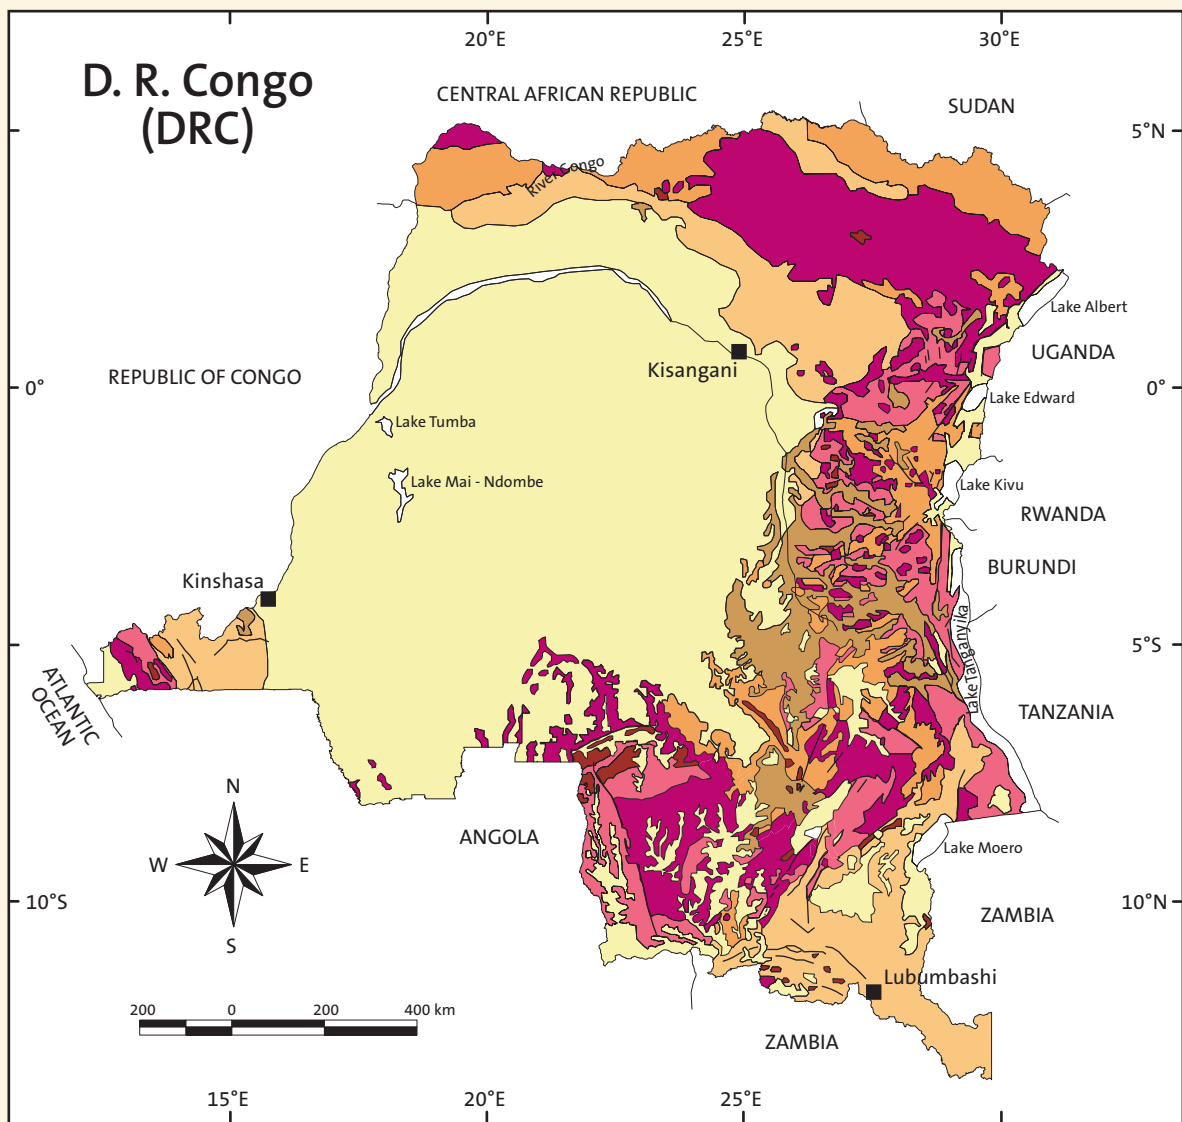 20°E
25°E
30°E
D. R. Congo
(DRC)
CENTRAL AFRICAN REPUBLIC
SUDAN
5°N
River Congo
Lake Albert
UGANDA
Kisangani
REPUBLIC OF CONGO
0°
0°
Lake Edward
Lake Tumba
Lake Mai - Ndombe
Lake Kivu
RWANDA
BURUNDI
Kinshasa
Lake Tanganyika
5°S
ATLANTIC
OCEAN
TANZANIA
N
W
E
S
ANGOLA
Lake Moero
10°S
10°N
ZAMBIA
Lubumbashi
200
0
200
400 km
ZAMBIA
15°E
20°E
25°E